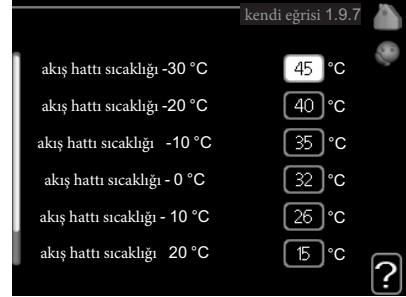 kendi eğrisi 1.9.7
akış hattı sıcaklığı -30 °C 45 °C
akış hattı sıcaklığı -20 °C 40 °C
akış hattı sıcaklığı -10 °C 35 °C
akış hattı sıcaklığı - 0 °C 32 °C
akış hattı sıcaklığı - 10 °C 26 °C
akış hattı sıcaklığı 20 °C 15 °C
?